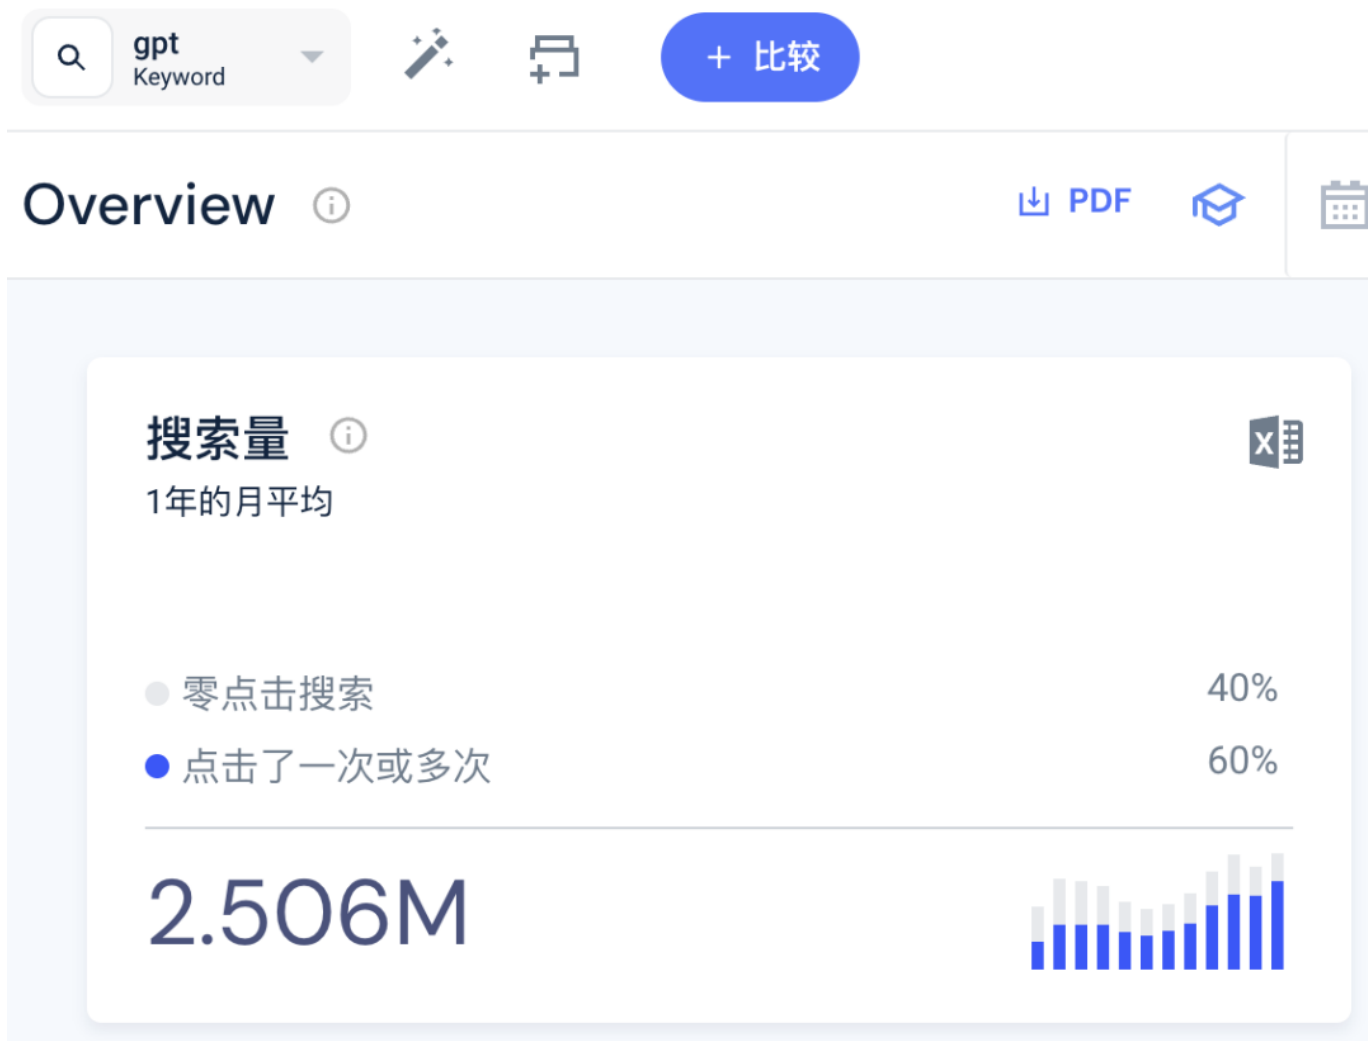 gpt
Keyword
+ 比较
Overview
PDF
搜索量
1年的月平均
X
零点击搜索 40%
点击了一次或多次 60%
2.506M